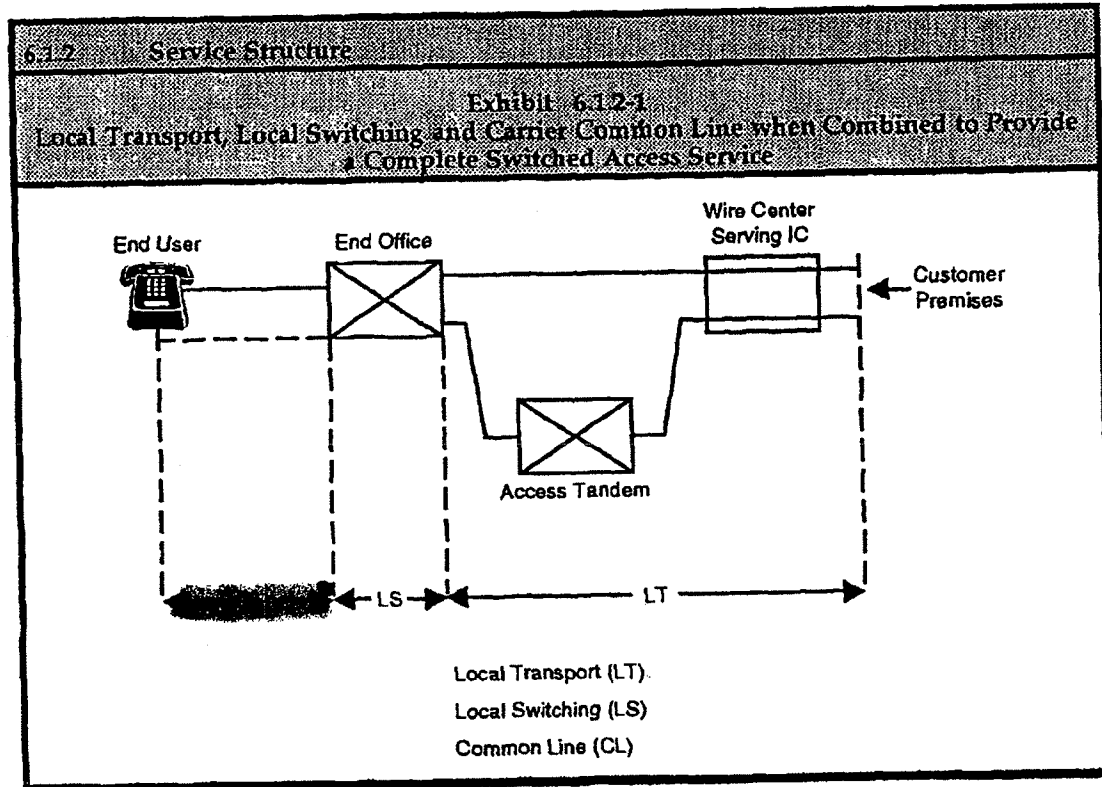 6.1.2 Service Structure
Exhibit 6.1.2-1
Local Transport, Local Switching and Carrier Common Line when Combined to Provide
a Complete Switched Access Service
Wire Center
Serving IC
End User
End Office
Customer
Premises
Access Tandem
LS
LT
Local Transport (LT)
Local Switching (LS)
Common Line (CL)